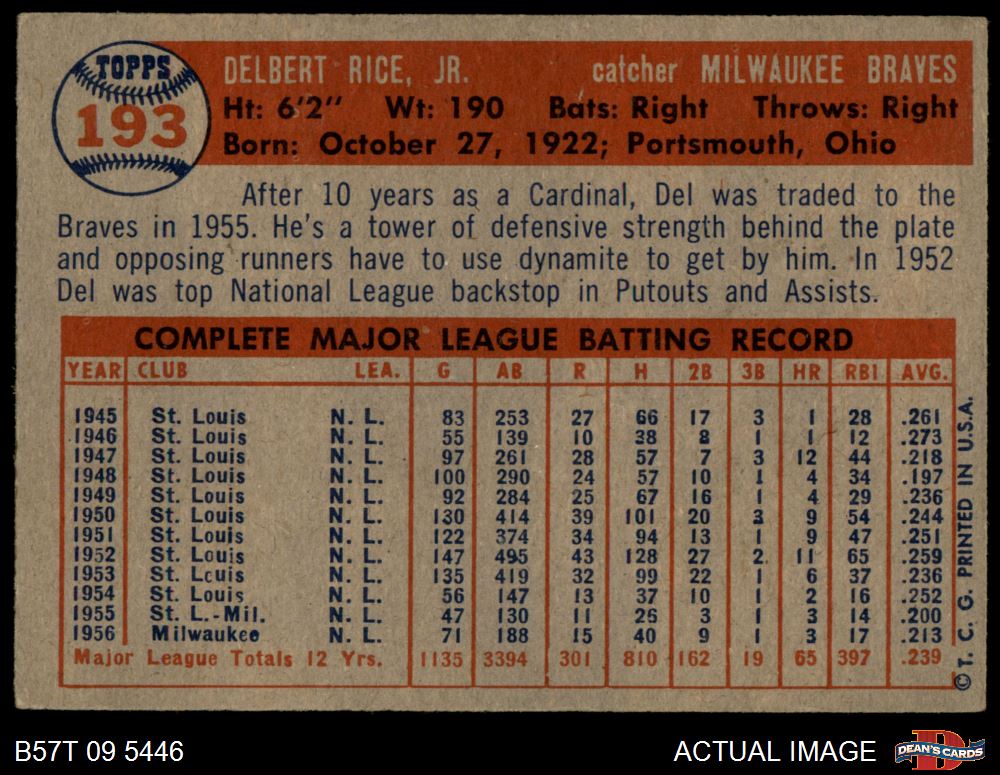 TOPPS
193
DELBERT RICE, JR. catcher MILWAUKEE BRAVES
Ht: 6'2" Wt: 190 Bats: Right Throws: Right
Born: October 27, 1922; Portsmouth, Ohio
After 10 years as a Cardinal, Del was traded to the
Braves in 1955. He's a tower of defensive strength behind the plate
and opposing runners have to use dynamite to get by him. In 1952
Del was top National League backstop in Putouts and Assists.
COMPLETE MAJOR LEAGUE BATTING RECORD
YEAR CLUB LEA. G AB R H 2B 3B HR RBI AVG.
1945 St. Louis N. L. 83 253 27 66 17 3 1 28 .261
1946 St. Louis N. L. 55 139 10 38 8 1 1 12 .273
1947 St. Louis N. L. 97 261 28 57 7 3 12 44 .218
1948 St. Louis N. L. 100 290 24 57 10 1 4 34 .197
1949 St. Louis N. L. 92 284 25 67 16 1 4 29 .236
1950 St. Louis N. L. 130 414 39 101 20 3 9 54 .244
1951 St. Louis N. L. 122 374 34 94 13 1 9 47 .251
1952 St. Louis N. L. 147 495 43 128 27 2 11 65 .259
1953 St. Louis N. L. 135 419 32 99 22 1 6 37 .236
1954 St. Louis N. L. 56 147 13 37 10 1 2 16 .252
1955 St. L.-Mil. N. L. 47 130 11 26 3 1 3 14 .200
1956 Milwaukee N. L. 71 188 15 40 9 1 3 17 .213
Major League Totals 12 Yrs. 1135 3394 301 810 162 19 65 397 .239
© T. C. G. PRINTED IN U.S.A.
B57T 09 5446 ACTUAL IMAGE
DEAN'S CARDS